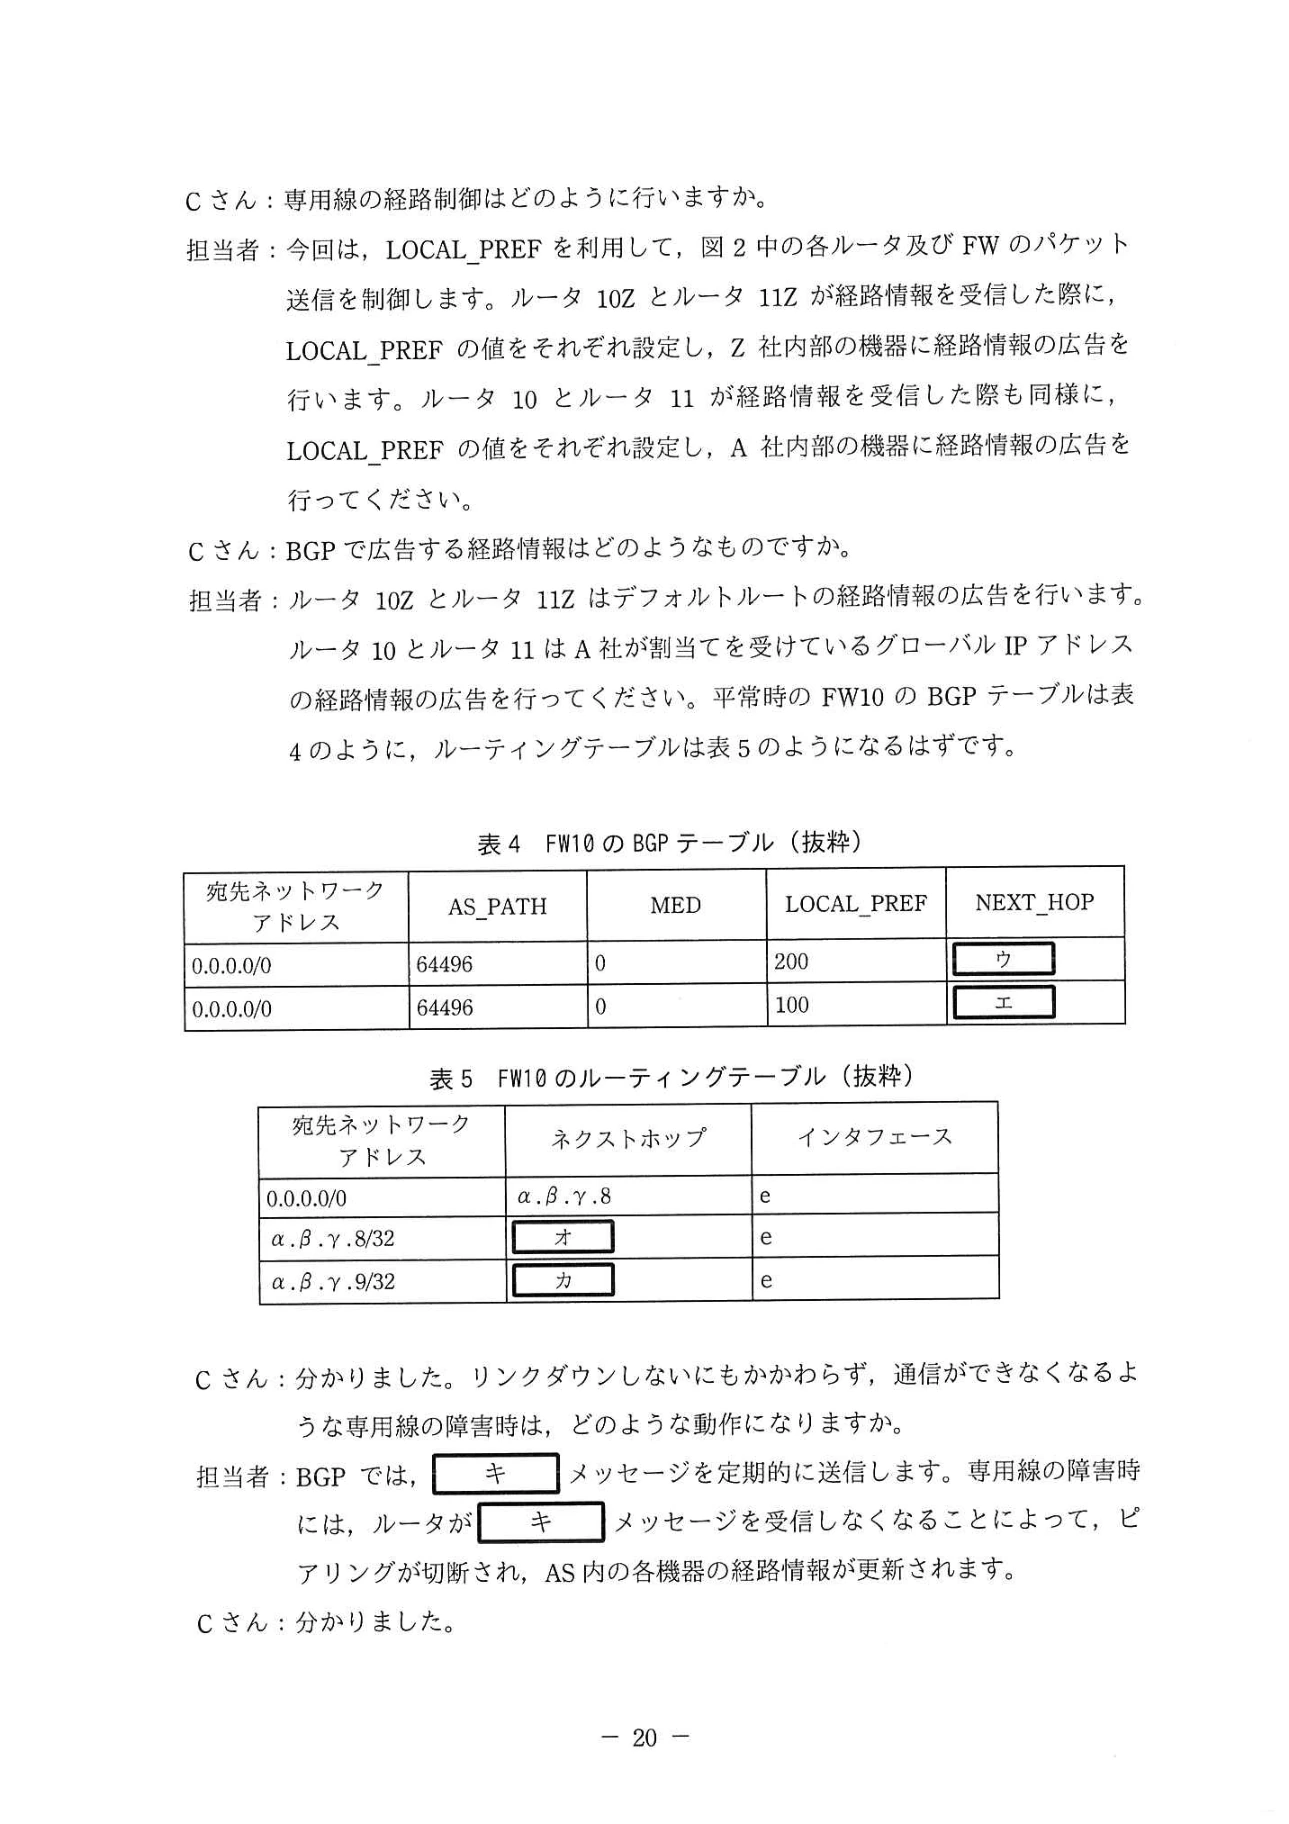 Cさん：専用線の経路制御はどのように行いますか。
担当者：今回は，LOCAL_PREF を利用して，図 2 中の各ルータ及び FW のパケット
送信を制御します。ルータ 10Z とルータ 11Z が経路情報を受信した際に，
LOCAL_PREF の値をそれぞれ設定し，Z 社内部の機器に経路情報の広告を
行います。ルータ 10 とルータ 11 が経路情報を受信した際も同様に，
LOCAL_PREF の値をそれぞれ設定し，A 社内部の機器に経路情報の広告を
行ってください。
Cさん：BGP で広告する経路情報はどのようなものですか。
担当者：ルータ 10Z とルータ 11Z はデフォルトルートの経路情報の広告を行います。
ルータ 10 とルータ 11 は A 社が割当てを受けているグローバル IP アドレス
の経路情報の広告を行ってください。平常時の FW10 の BGP テーブルは表
4 のように，ルーティングテーブルは表 5 のようになるはずです。
表 4 FW10 の BGP テーブル（抜粋）
宛先ネットワーク
アドレス AS_PATH MED LOCAL_PREF NEXT_HOP
0.0.0.0/0 64496 0 200 ウ
0.0.0.0/0 64496 0 100 エ
表 5 FW10 のルーティングテーブル（抜粋）
宛先ネットワーク
アドレス ネクストホップ インタフェース
0.0.0.0/0 α.β.γ.8 e
α.β.γ.8/32 オ e
α.β.γ.9/32 カ e
Cさん：分かりました。リンクダウンしないにもかかわらず，通信ができなくなるよ
うな専用線の障害時は，どのような動作になりますか。
担当者：BGP では， キ メッセージを定期的に送信します。専用線の障害時
には，ルータが キ メッセージを受信しなくなることによって，ピ
アリングが切断され，AS 内の各機器の経路情報が更新されます。
Cさん：分かりました。
－ 20 －